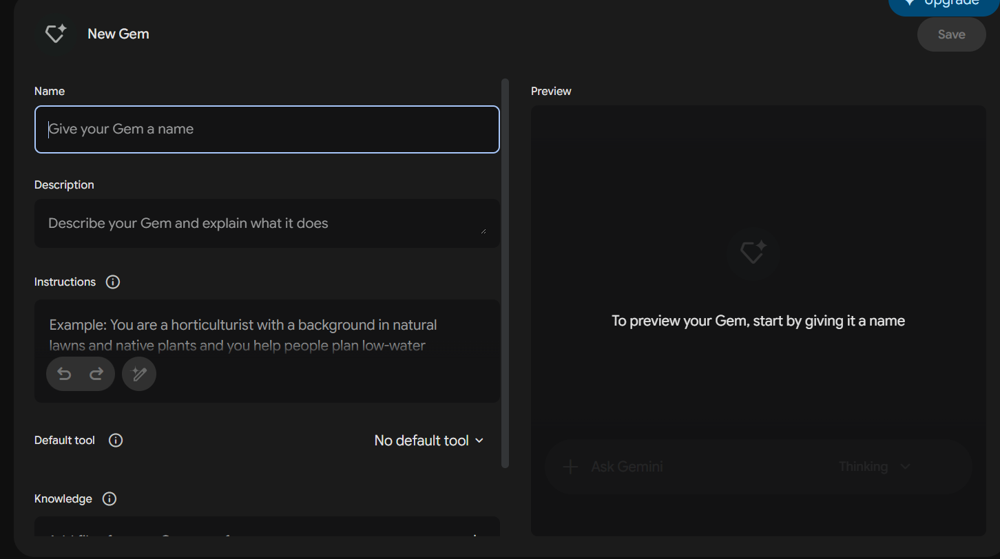 Upgrade
New Gem
Save
Name
Give your Gem a name
Description
Describe your Gem and explain what it does
Instructions
Example: You are a horticulturist with a background in natural
lawns and native plants and you help people plan low-water
Default tool
No default tool
Knowledge
Preview
To preview your Gem, start by giving it a name
Ask Gemini
Thinking